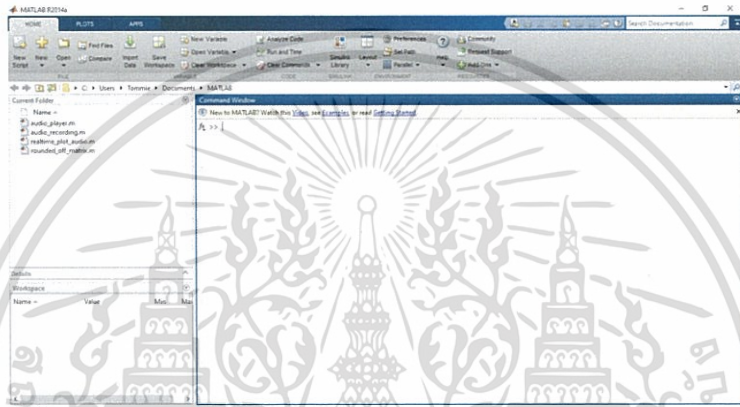 MATLAB R2014a
HOME PLOTS APPS
Search Documentation
New Script
New
Open
Find Files
Compare
Import Data
Save Workspace
New Variable
Open Variable
Clear Workspace
Analyze Code
Run and Time
Clear Commands
Simulink Library
Layout
Preferences
Set Path
Parallel
Help
Community
Request Support
Add-Ons
FILE VARIABLE CODE SIMULINK ENVIRONMENT RESOURCES
C: Users Tommie Documents MATLAB
Current Folder
Name
audio_player.m
audio_recording.m
realtime_plot_audio.m
rounded_off_matrix.m
Details
Workspace
Name Value Min Max
Command Window
New to MATLAB? Watch this Video, see Examples, or read Getting Started.
fx >>